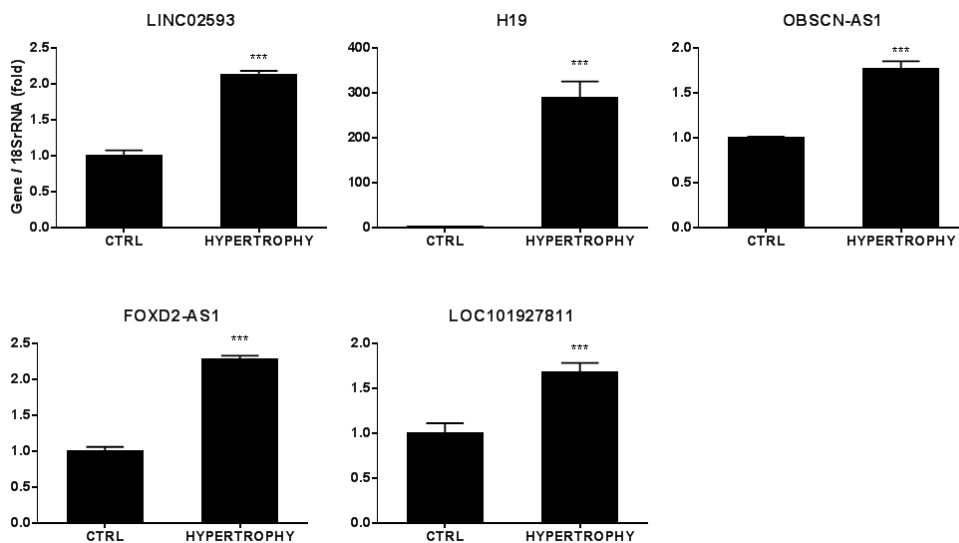 LINC02593
H19
OBSCN-AS1
Gene / 18SrRNA (fold)
2.5
2.0
1.5
1.0
0.5
0.0
***
CTRL
HYPERTROPHY
400
300
200
100
0
***
CTRL
HYPERTROPHY
2.0
1.5
1.0
0.5
0.0
***
CTRL
HYPERTROPHY
FOXD2-AS1
LOC101927811
2.5
2.0
1.5
1.0
0.5
0.0
***
CTRL
HYPERTROPHY
2.0
1.5
1.0
0.5
0.0
***
CTRL
HYPERTROPHY